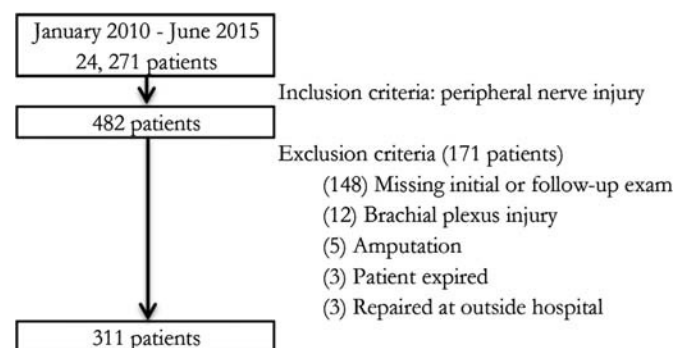 January 2010 - June 2015
24, 271 patients
Inclusion criteria: peripheral nerve injury
482 patients
Exclusion criteria (171 patients)
(148) Missing initial or follow-up exam
(12) Brachial plexus injury
(5) Amputation
(3) Patient expired
(3) Repaired at outside hospital
311 patients